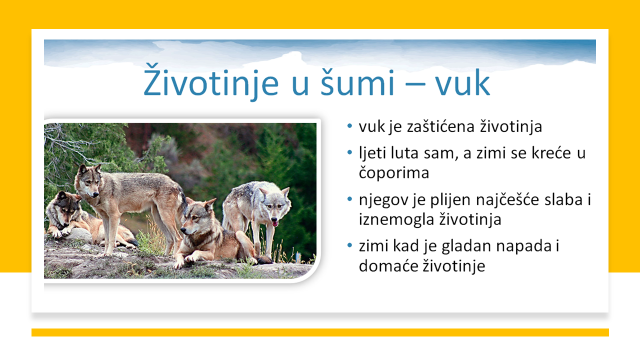 Životinje u šumi – vuk
• vuk je zaštićena životinja
• ljeti luta sam, a zimi se kreće u
čoporima
• njegov je plijen najčešće slaba i
iznemogla životinja
• zimi kad je gladan napada i
domaće životinje